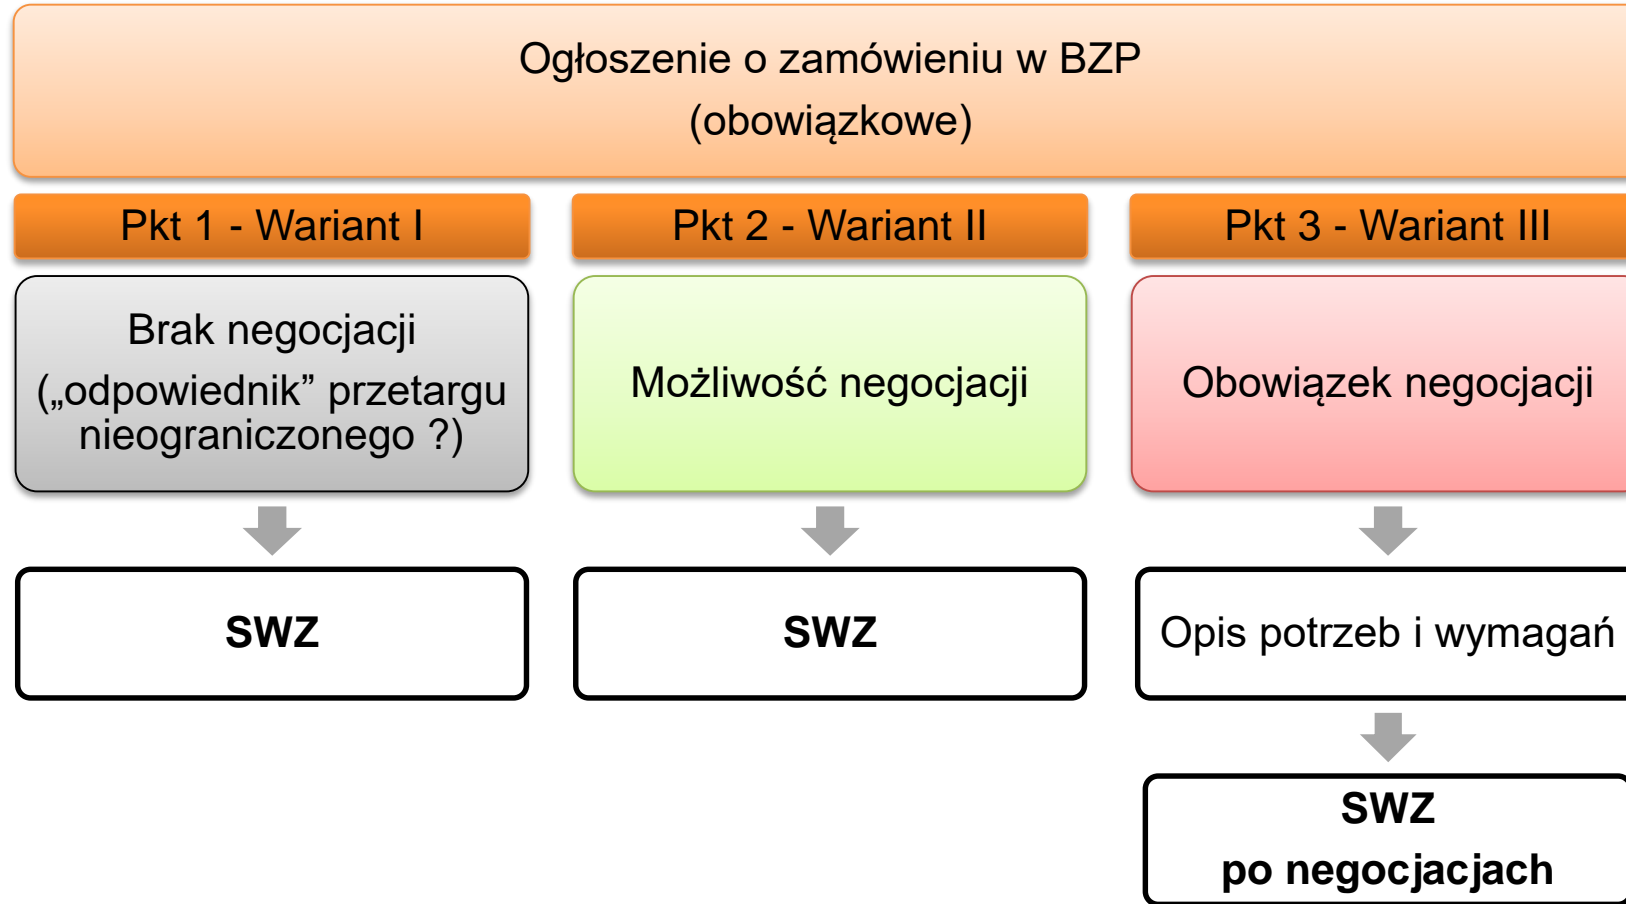 Ogłoszenie o zamówieniu w BZP
(obowiązkowe)
Pkt 1 - Wariant I
Pkt 2 - Wariant II
Pkt 3 - Wariant III
Brak negocjacji
(„odpowiednik” przetargu
nieograniczonego ?)
Możliwość negocjacji
Obowiązek negocjacji
SWZ
SWZ
Opis potrzeb i wymagań
SWZ
po negocjacjach